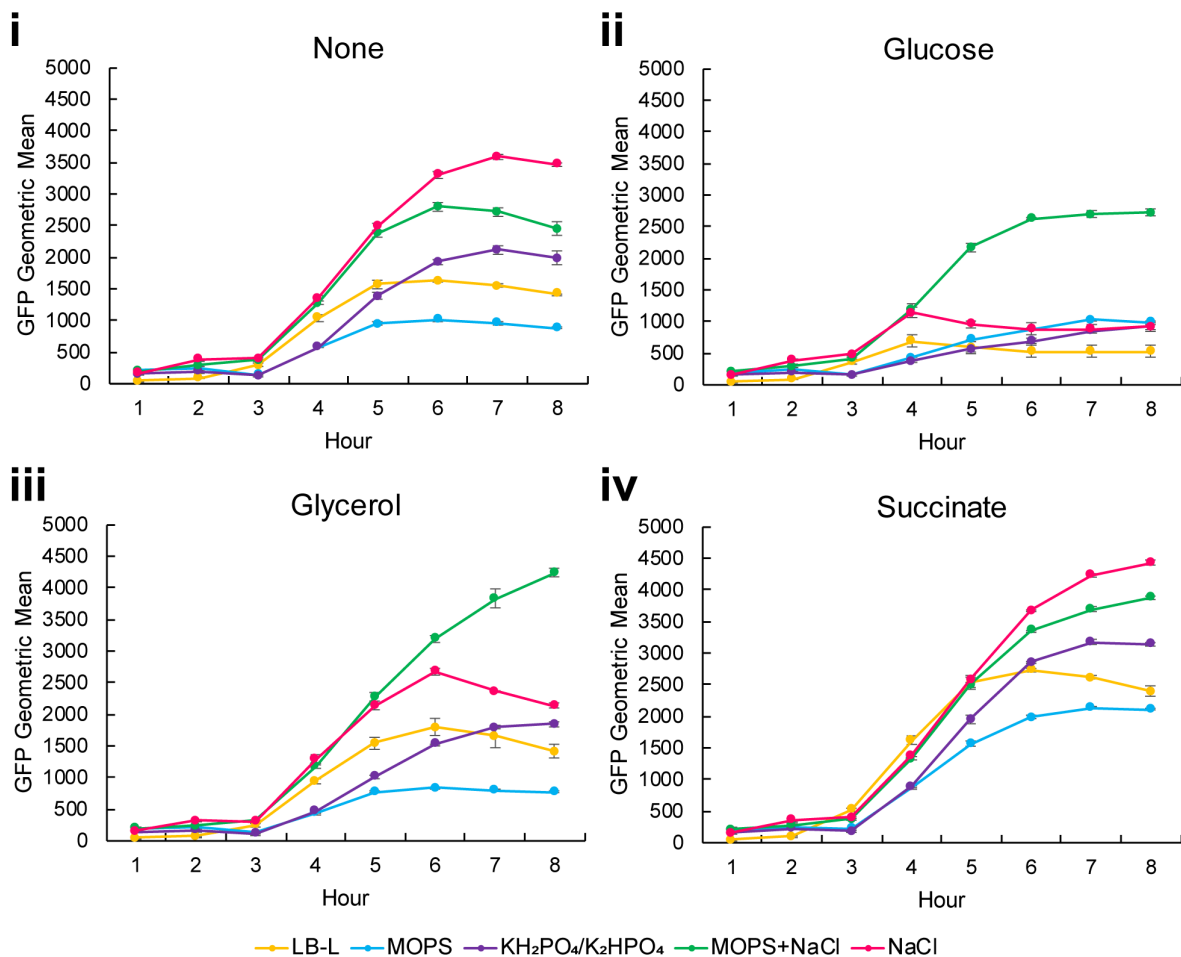 i
None
GFP Geometric Mean
5000
4500
4000
3500
3000
2500
2000
1500
1000
500
0
1 2 3 4 5 6 7 8
Hour
ii
Glucose
GFP Geometric Mean
5000
4500
4000
3500
3000
2500
2000
1500
1000
500
0
1 2 3 4 5 6 7 8
Hour
iii
Glycerol
GFP Geometric Mean
5000
4500
4000
3500
3000
2500
2000
1500
1000
500
0
1 2 3 4 5 6 7 8
Hour
iv
Succinate
GFP Geometric Mean
5000
4500
4000
3500
3000
2500
2000
1500
1000
500
0
1 2 3 4 5 6 7 8
Hour
LB-L MOPS KH₂PO₄/K₂HPO₄ MOPS+NaCl NaCl